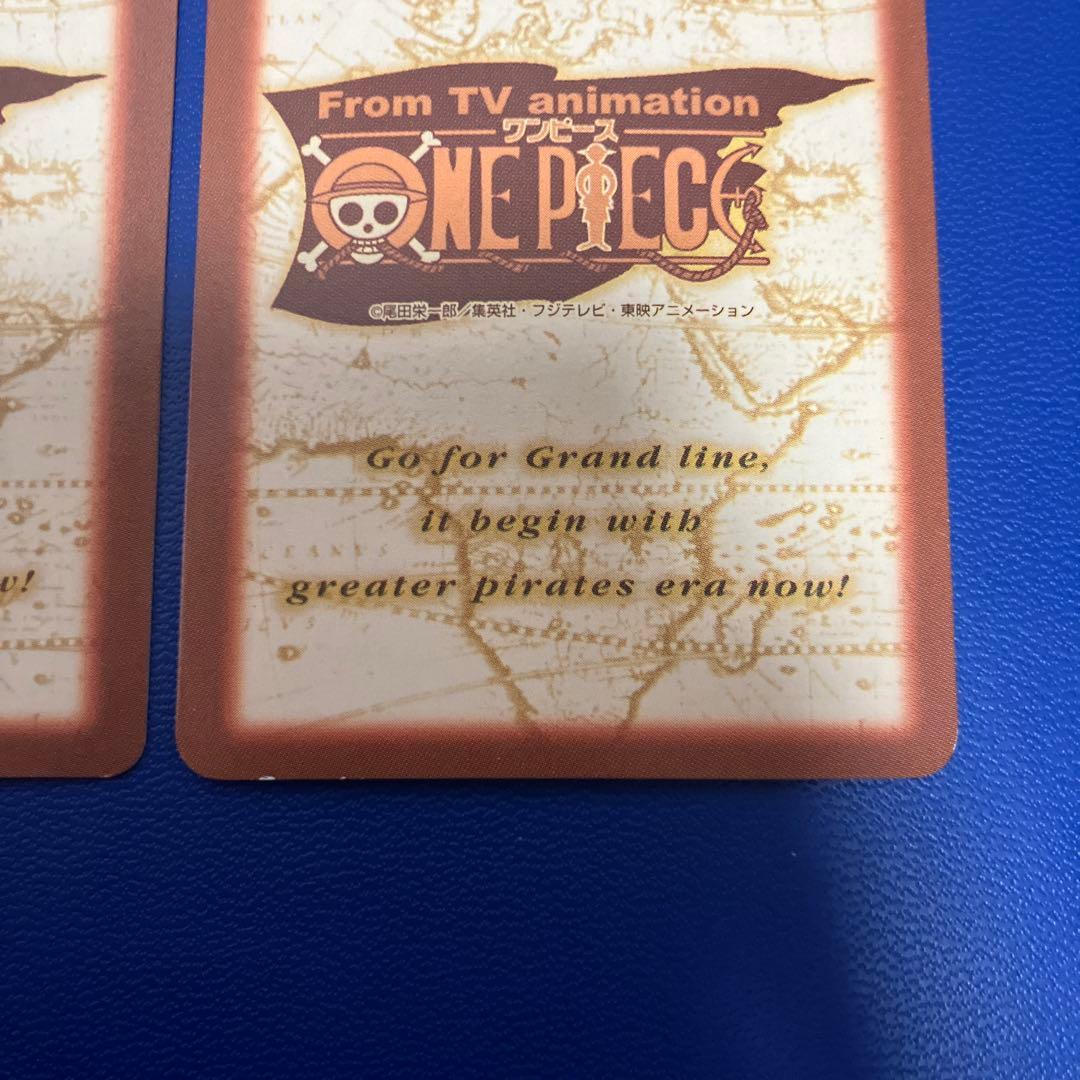 From TV animation
ワンピース
ONE PIECE
©尾田栄一郎/集英社・フジテレビ・東映アニメーション
Go for Grand line,
it begin with
greater pirates era now!
w!